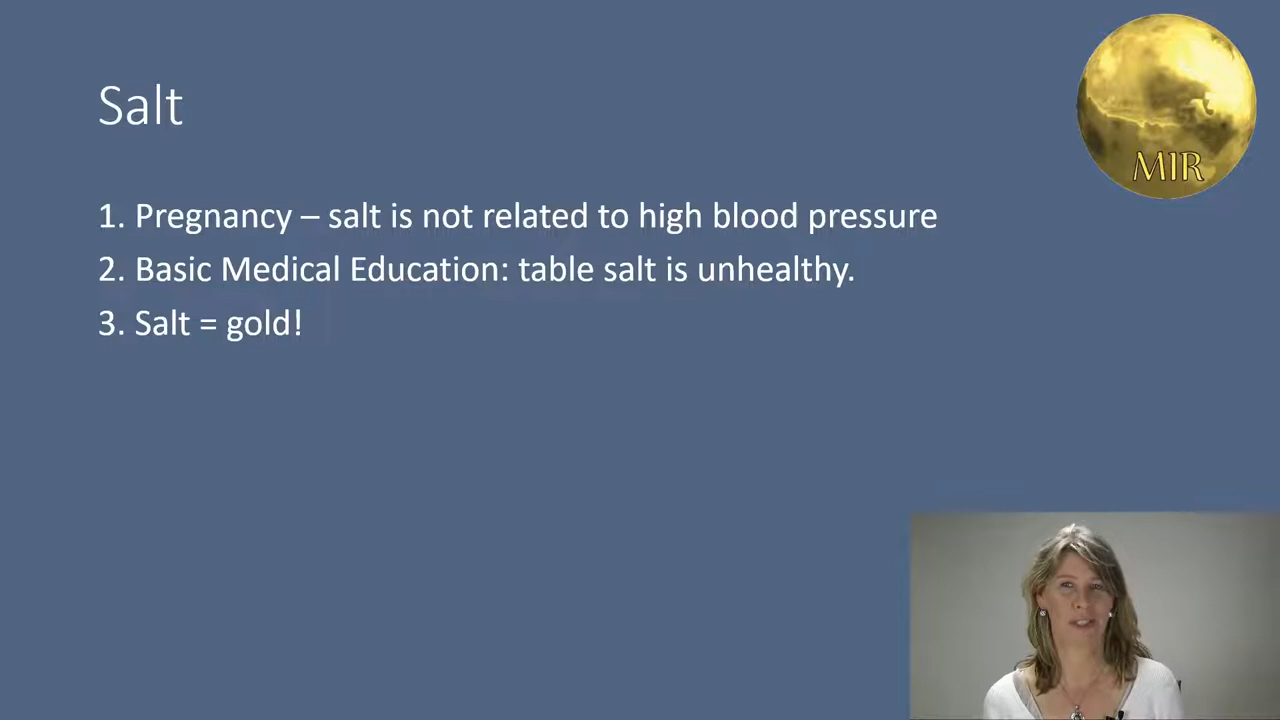 Salt
MIR
1. Pregnancy – salt is not related to high blood pressure
2. Basic Medical Education: table salt is unhealthy.
3. Salt = gold!